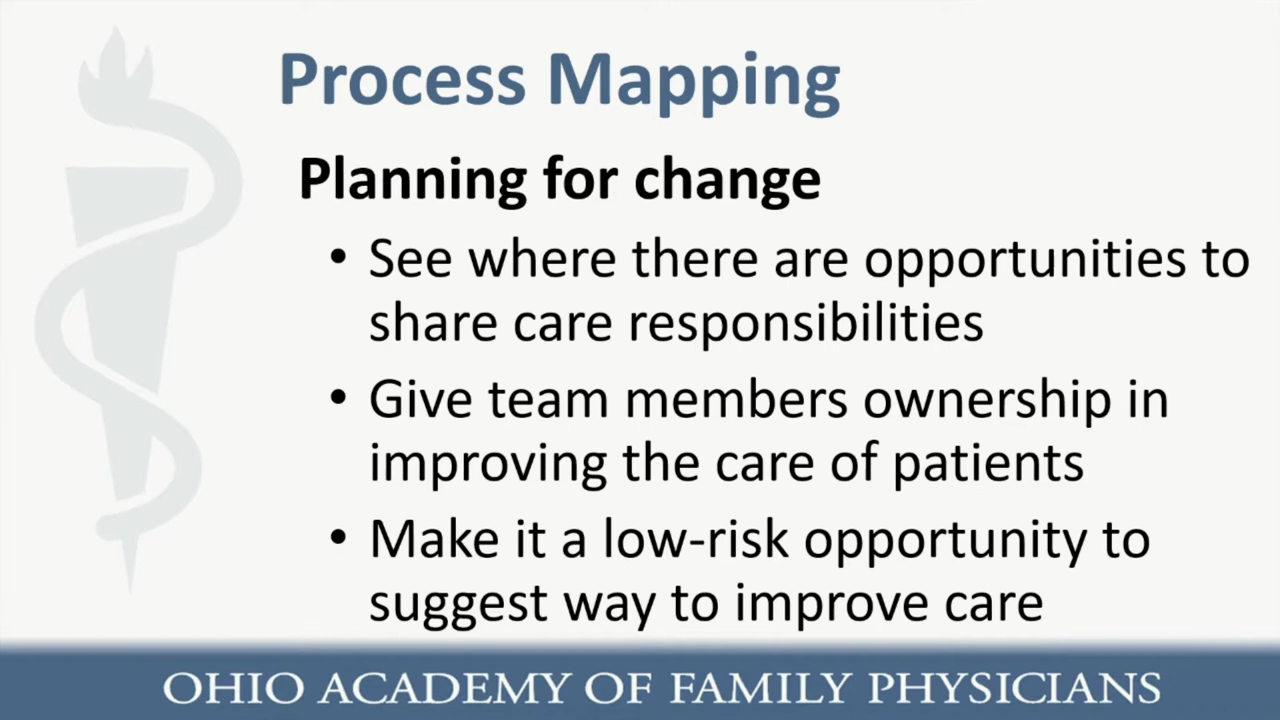 Process Mapping
Planning for change
• See where there are opportunities to
share care responsibilities
• Give team members ownership in
improving the care of patients
• Make it a low-risk opportunity to
suggest way to improve care
OHIO ACADEMY OF FAMILY PHYSICIANS